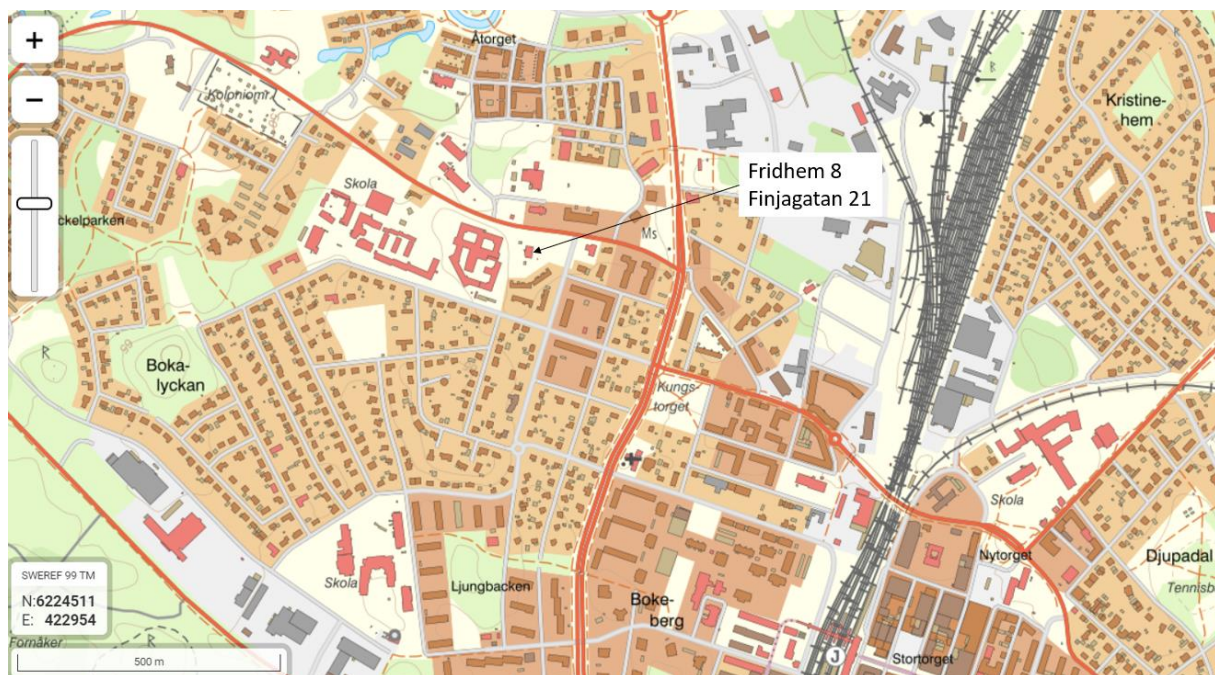 +
Åtorget
Koloniomr.
R
Kristine-
hem
−
Fridhem 8
Finjagatan 21
Skola
ckelparken
Ms
R
Boka-
lyckan
Kungs-
torget
Skola
SWEREF 99 TM
N:6224511
E: 422954
Skola
Ljungbacken
Nytorget
Djupadal
Tennisb
Boke-
berg
Fornåker
R
500 m
J
Stortorget